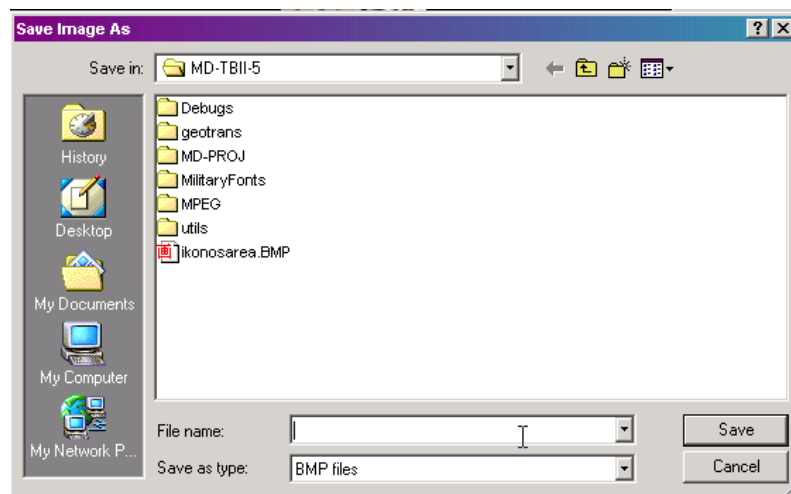 Save Image As
Save in: MD-TBII-5
History
Desktop
My Documents
My Computer
My Network P...
Debugs
geotrans
MD-PROJ
MilitaryFonts
MPEG
utils
画 ikonosarea.BMP
File name:
Save
Save as type: BMP files
Cancel